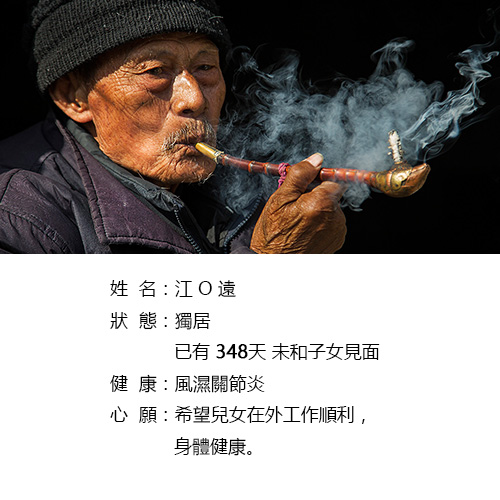 姓 名：江 O 遠
狀 態：獨居
已有 348天 未和子女見面
健 康：風濕關節炎
心 願：希望兒女在外工作順利，
身體健康。